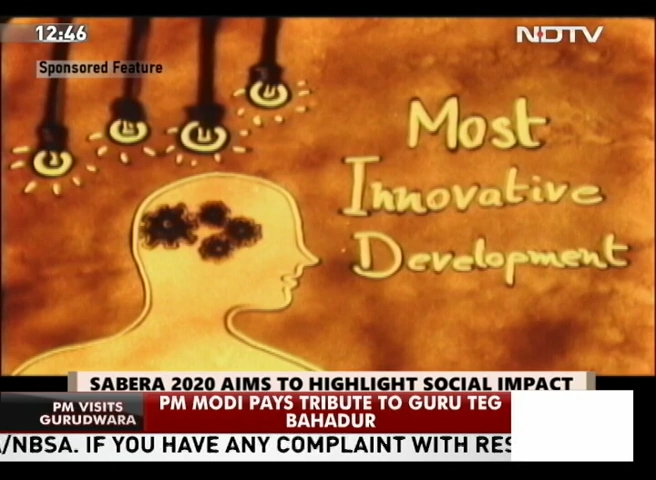 12:46
NDTV
Sponsored Feature
Most
Innovative
Development
SABERA 2020 AIMS TO HIGHLIGHT SOCIAL IMPACT
PM VISITS
GURUDWARA
PM MODI PAYS TRIBUTE TO GURU TEG
BAHADUR
/NBSA. IF YOU HAVE ANY COMPLAINT WITH RES